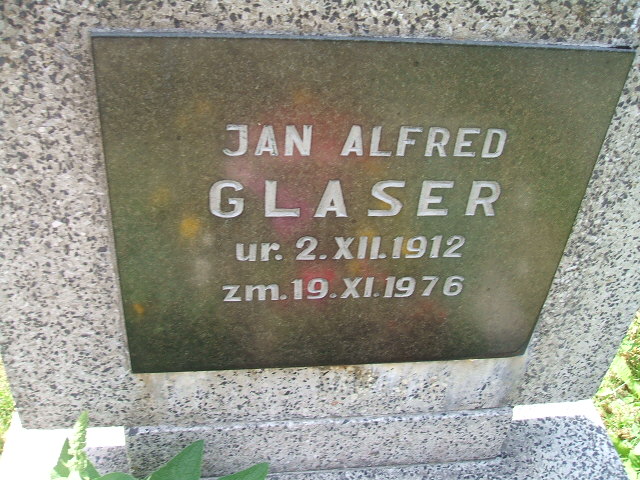 JAN ALFRED
GLASER
ur. 2.XII.1912
zm.19.XI.1976